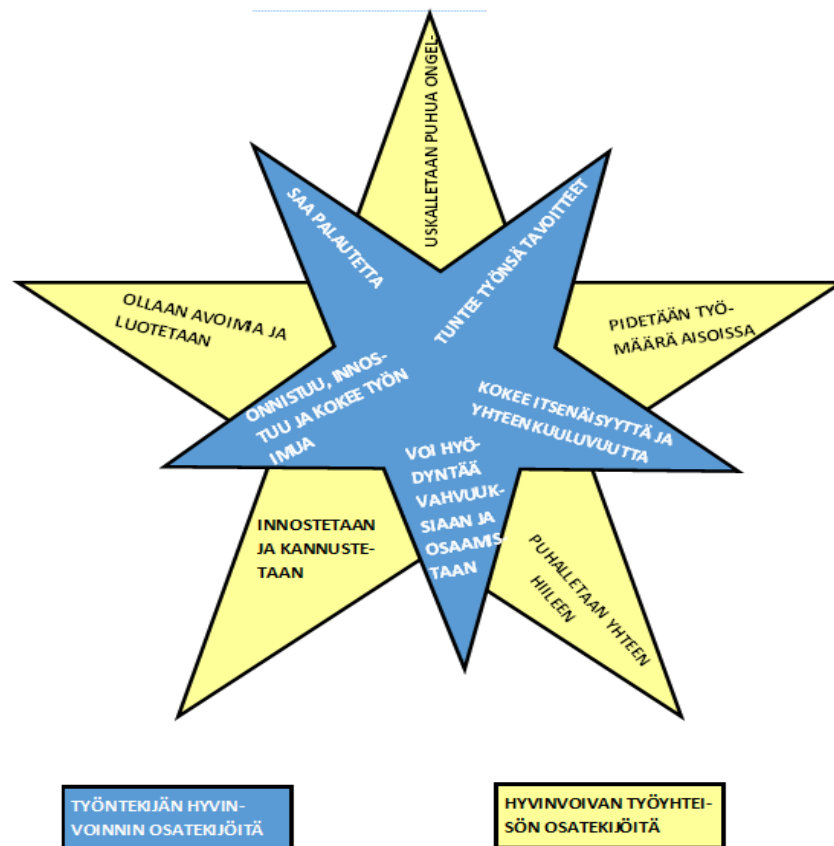 USKALLETAAN PUHUA ONGEL-
SAA PALAUTETTA
TUNTEE TYÖNSÄ TAVOITTEET
OLLAAN AVOIMIA JA
LUOTETAAN
PIDETÄÄN TYÖ-
MÄÄRÄ AISOISSA
ONNISTUU, INNOS-
TUU JA KOKEE TYÖN
IMUA
KOKEE ITSENÄISYYTTÄ JA
YHTEENKUULUVUUTTA
VOI HYÖ-
DYNTÄÄ
VAHVUUK-
SIAAN JA
OSAAMIS-
TAAN
INNOSTETAAN
JA KANNUSTE-
TAAN
PUHALLETAAN YHTEEN
HIILEEN
TYÖNTEKIJÄN HYVIN-
VOINNIN OSATEKIJÖITÄ
HYVINVOIVAN TYÖYHTEI-
SÖN OSATEKIJÖITÄ